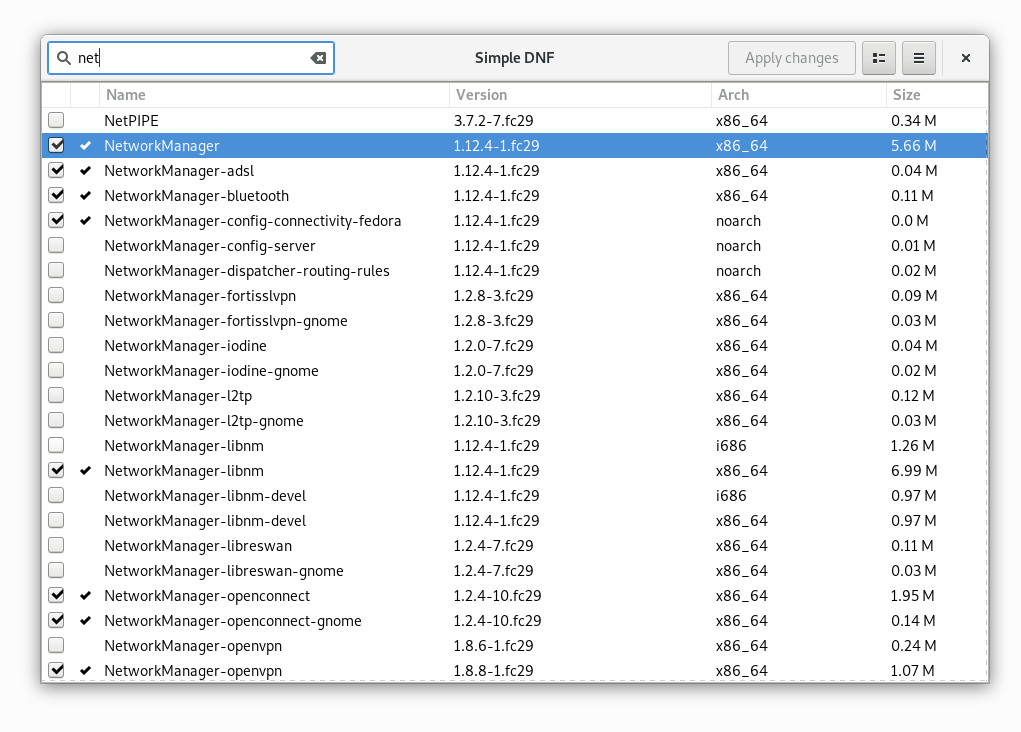 net Simple DNF Apply changes
Name Version Arch Size
NetPIPE 3.7.2-7.fc29 x86_64 0.34 M
NetworkManager 1.12.4-1.fc29 x86_64 5.66 M
NetworkManager-adsl 1.12.4-1.fc29 x86_64 0.04 M
NetworkManager-bluetooth 1.12.4-1.fc29 x86_64 0.11 M
NetworkManager-config-connectivity-fedora 1.12.4-1.fc29 noarch 0.0 M
NetworkManager-config-server 1.12.4-1.fc29 noarch 0.01 M
NetworkManager-dispatcher-routing-rules 1.12.4-1.fc29 noarch 0.02 M
NetworkManager-fortisslvpn 1.2.8-3.fc29 x86_64 0.09 M
NetworkManager-fortisslvpn-gnome 1.2.8-3.fc29 x86_64 0.03 M
NetworkManager-iodine 1.2.0-7.fc29 x86_64 0.04 M
NetworkManager-iodine-gnome 1.2.0-7.fc29 x86_64 0.02 M
NetworkManager-l2tp 1.2.10-3.fc29 x86_64 0.12 M
NetworkManager-l2tp-gnome 1.2.10-3.fc29 x86_64 0.03 M
NetworkManager-libnm 1.12.4-1.fc29 i686 1.26 M
NetworkManager-libnm 1.12.4-1.fc29 x86_64 6.99 M
NetworkManager-libnm-devel 1.12.4-1.fc29 i686 0.97 M
NetworkManager-libnm-devel 1.12.4-1.fc29 x86_64 0.97 M
NetworkManager-libreswan 1.2.4-7.fc29 x86_64 0.11 M
NetworkManager-libreswan-gnome 1.2.4-7.fc29 x86_64 0.03 M
NetworkManager-openconnect 1.2.4-10.fc29 x86_64 1.95 M
NetworkManager-openconnect-gnome 1.2.4-10.fc29 x86_64 0.14 M
NetworkManager-openvpn 1.8.6-1.fc29 x86_64 0.24 M
NetworkManager-openvpn 1.8.8-1.fc29 x86_64 1.07 M